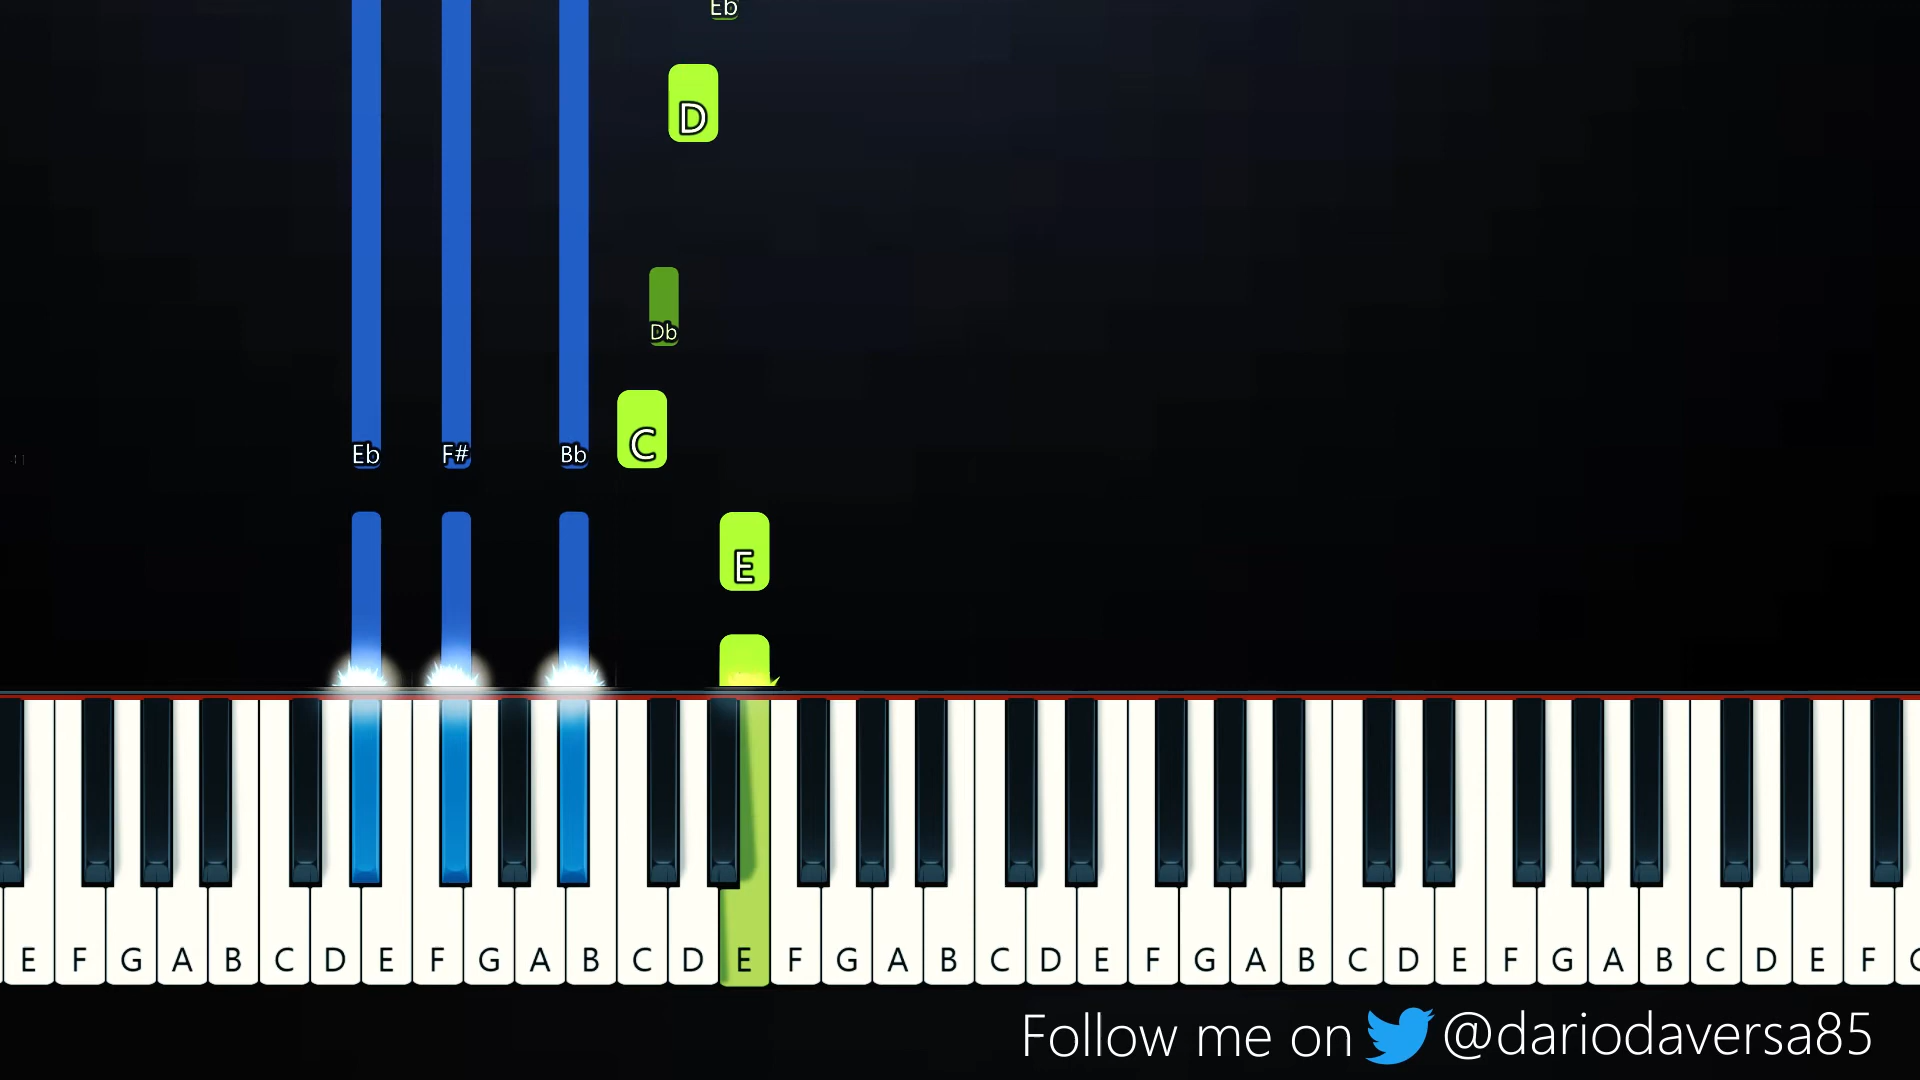 Eb
D
Db
C
Eb F# Bb
E
E F G A B C D E F G A B C D E F G A B C D E F G A B C D E F G A B C D E F
Follow me on @dariodaversa85